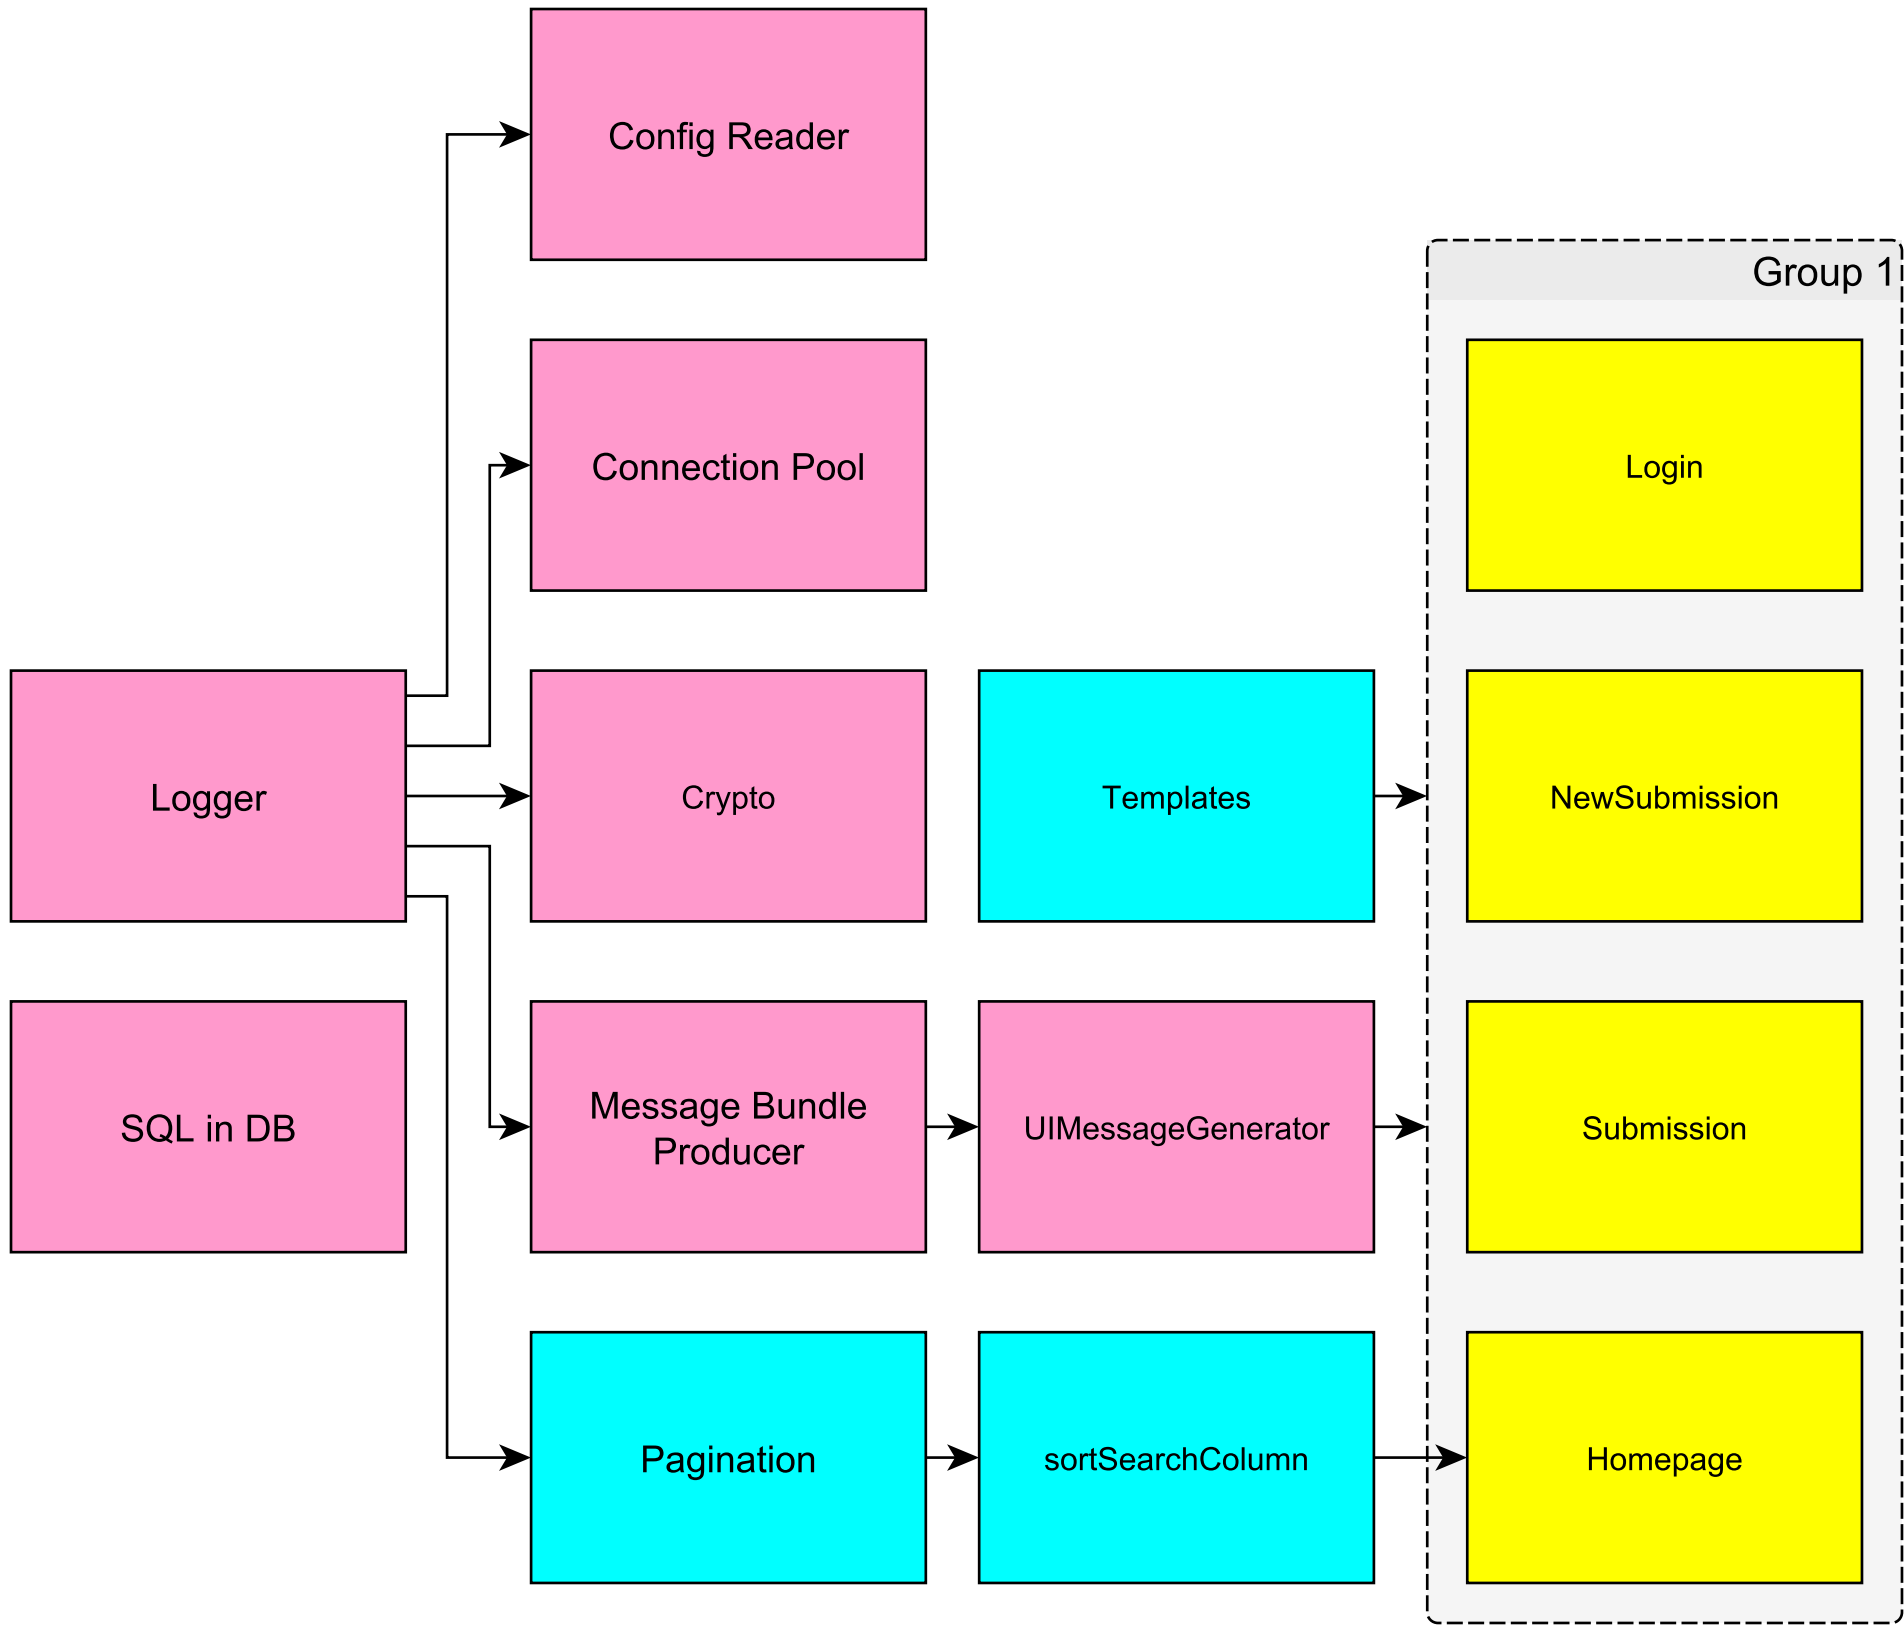 Config Reader
Group 1
Connection Pool
Login
Logger
Crypto
Templates
NewSubmission
SQL in DB
Message Bundle
Producer
UIMessageGenerator
Submission
Pagination
sortSearchColumn
Homepage